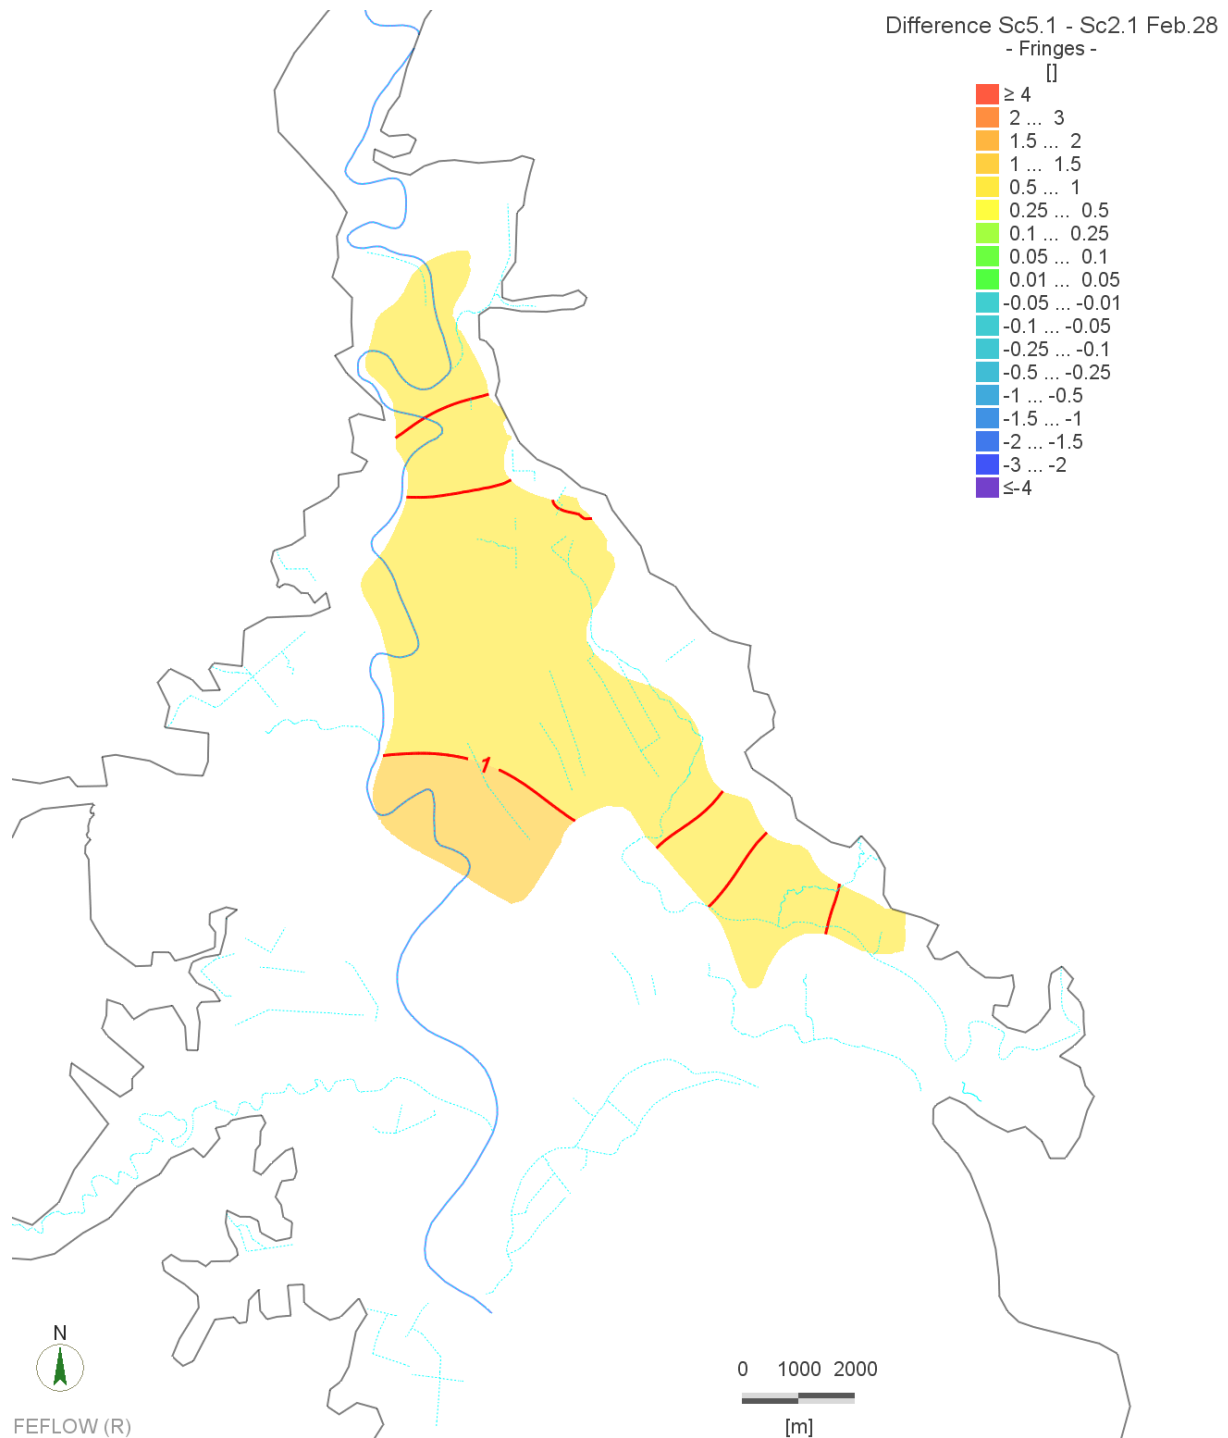 Difference Sc5.1 - Sc2.1 Feb.28
- Fringes -
[]
≥ 4
2 ... 3
1.5 ... 2
1 ... 1.5
0.5 ... 1
0.25 ... 0.5
0.1 ... 0.25
0.05 ... 0.1
0.01 ... 0.05
-0.05 ... -0.01
-0.1 ... -0.05
-0.25 ... -0.1
-0.5 ... -0.25
-1 ... -0.5
-1.5 ... -1
-2 ... -1.5
-3 ... -2
≤-4
1
N
0 1000 2000
[m]
FEFLOW (R)